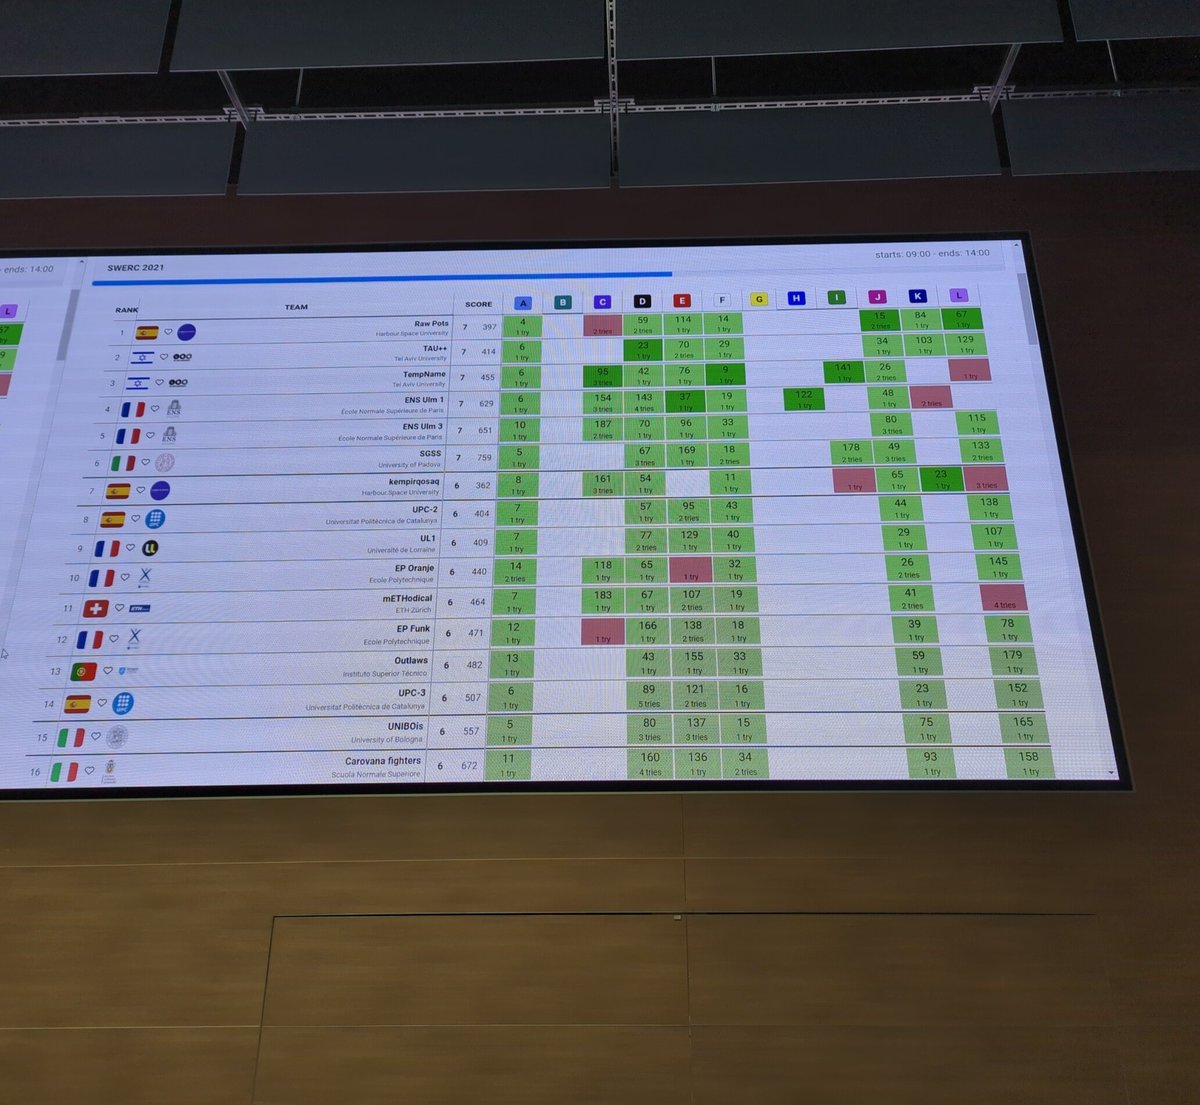 - ends: 14:00
L
SWERC 2021
starts: 09:00 - ends: 14:00
RANK TEAM SCORE A B C D E F G H I J K L
1 Raw Pots 7 397 4 59 114 14 15 84 67
Harbour.Space University 1 try 2 tries 2 tries 1 try 1 try 2 tries 1 try 1 try
2 TAU++ 7 414 6 23 70 29 34 103 129
Tel Aviv University 1 try 1 try 2 tries 1 try 1 try 1 try 1 try
3 TempName 7 455 6 95 42 76 9 141 26
Tel Aviv University 1 try 3 tries 1 try 1 try 1 try 1 try 2 tries 1 try
4 ENS Ulm 1 7 629 6 154 143 37 19 122 48
École Normale Supérieure de Paris 1 try 3 tries 4 tries 1 try 1 try 1 try 1 try 2 tries
ENS
5 ENS Ulm 3 7 651 10 187 70 96 33 80 115
École Normale Supérieure de Paris 1 try 2 tries 1 try 1 try 1 try 3 tries 1 try
ENS
6 SGSS 7 759 5 67 169 18 178 49 133
University of Padova 1 try 3 tries 1 try 2 tries 2 tries 3 tries 2 tries
7 kempirqosaq 6 362 8 161 54 11 65 23
Harbour.Space University 1 try 3 tries 1 try 1 try 1 try 1 try 1 try 3 tries
8 UPC-2 6 404 7 57 95 43 44 138
Universitat Politècnica de Catalunya 1 try 1 try 2 tries 1 try 1 try 1 try
9 UL1 6 409 7 77 129 40 29 107
Université de Lorraine 1 try 2 tries 1 try 1 try 1 try 1 try
10 EP Oranje 6 440 14 118 65 32 26 145
Ecole Polytechnique 2 tries 1 try 1 try 1 try 1 try 2 tries 1 try
11 mETHodical 6 464 7 183 67 107 19 41
ETH Zürich 1 try 1 try 1 try 2 tries 1 try 2 tries 4 tries
12 EP Funk 6 471 12 166 138 18 39 78
Ecole Polytechnique 1 try 1 try 1 try 2 tries 1 try 1 try 1 try
13 Outlaws 6 482 13 43 155 33 59 179
Instituto Superior Técnico 1 try 1 try 1 try 1 try 1 try 1 try
14 UPC-3 6 507 6 89 121 16 23 152
Universitat Politècnica de Catalunya 1 try 5 tries 2 tries 1 try 1 try 1 try
15 UNIBOis 6 557 5 80 137 15 75 165
University of Bologna 1 try 3 tries 3 tries 1 try 1 try 1 try
16 Carovana fighters 6 672 11 160 136 34 93 158
Scuola Normale Superiore 1 try 4 tries 1 try 2 tries 1 try 1 try